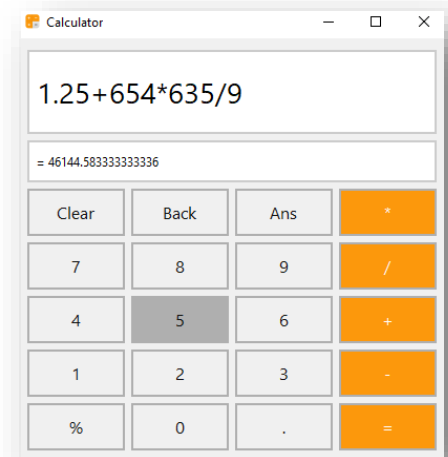 Calculator
1.25+654*635/9
= 46144.583333333336
Clear Back Ans *
7 8 9 /
4 5 6 +
1 2 3 -
% 0 . =